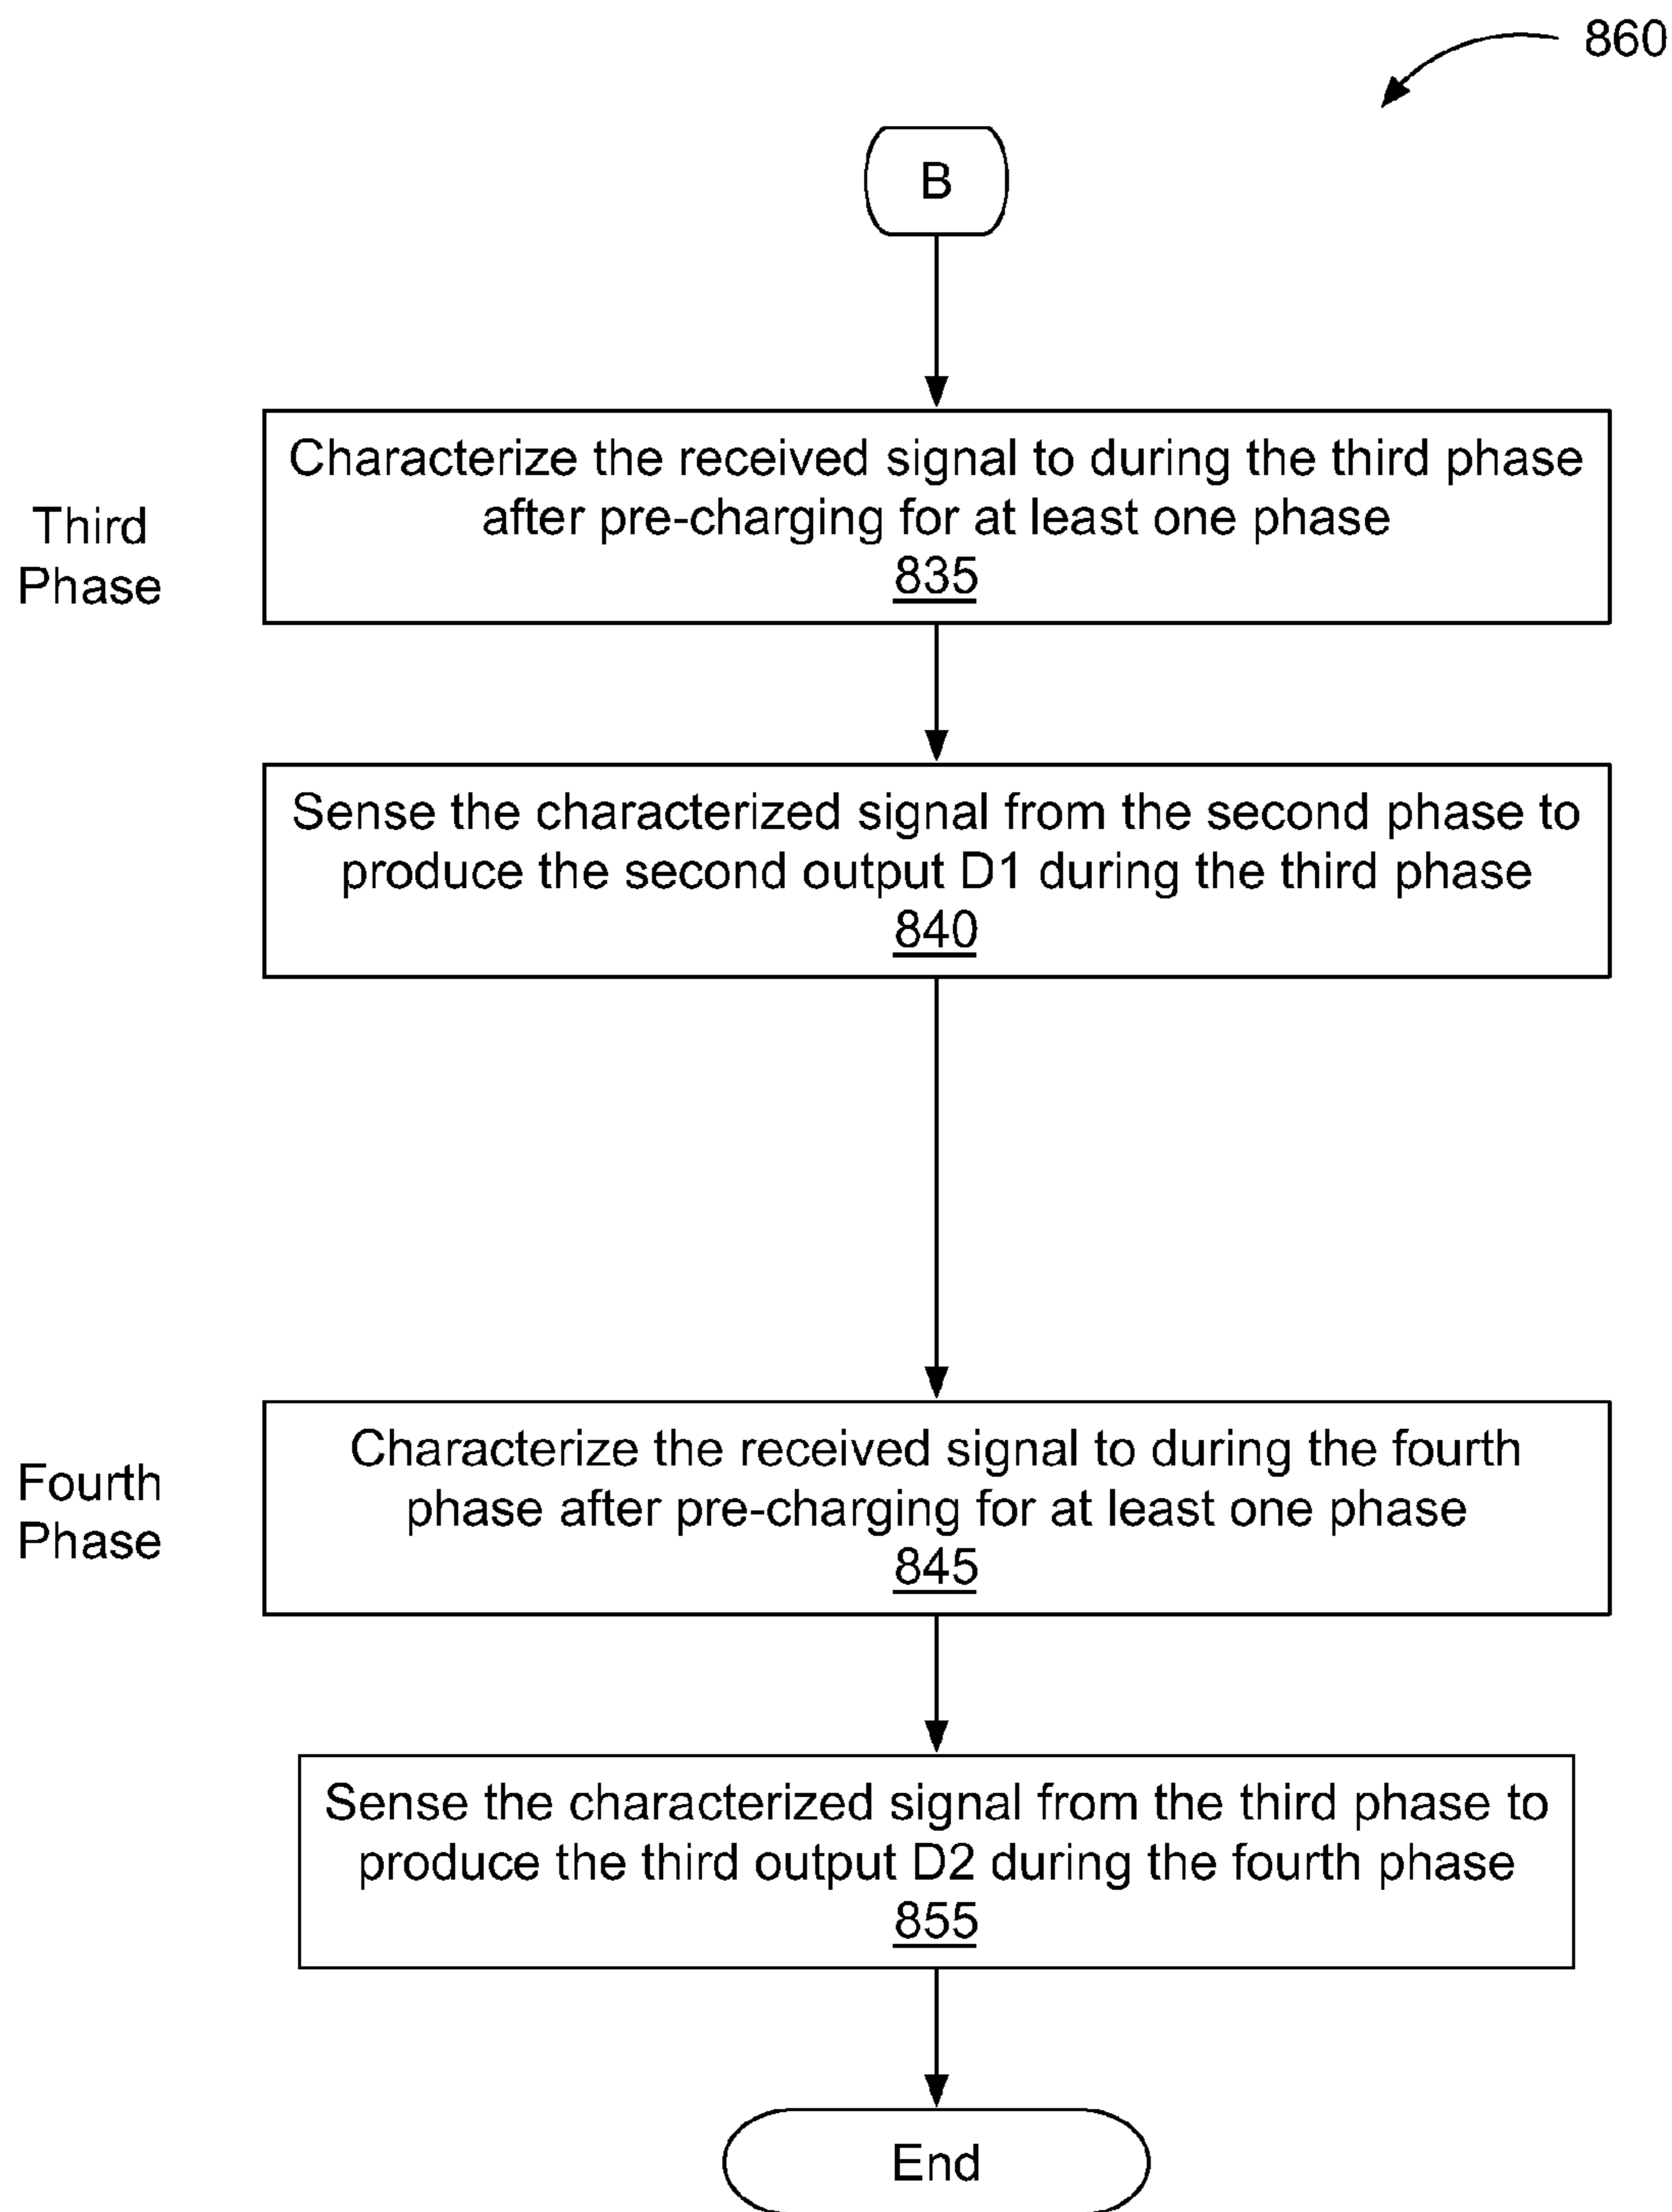 860
B
Third
Phase
Characterize the received signal to during the third phase
after pre-charging for at least one phase
835
Sense the characterized signal from the second phase to
produce the second output D1 during the third phase
840
Fourth
Phase
Characterize the received signal to during the fourth
phase after pre-charging for at least one phase
845
Sense the characterized signal from the third phase to
produce the third output D2 during the fourth phase
855
End